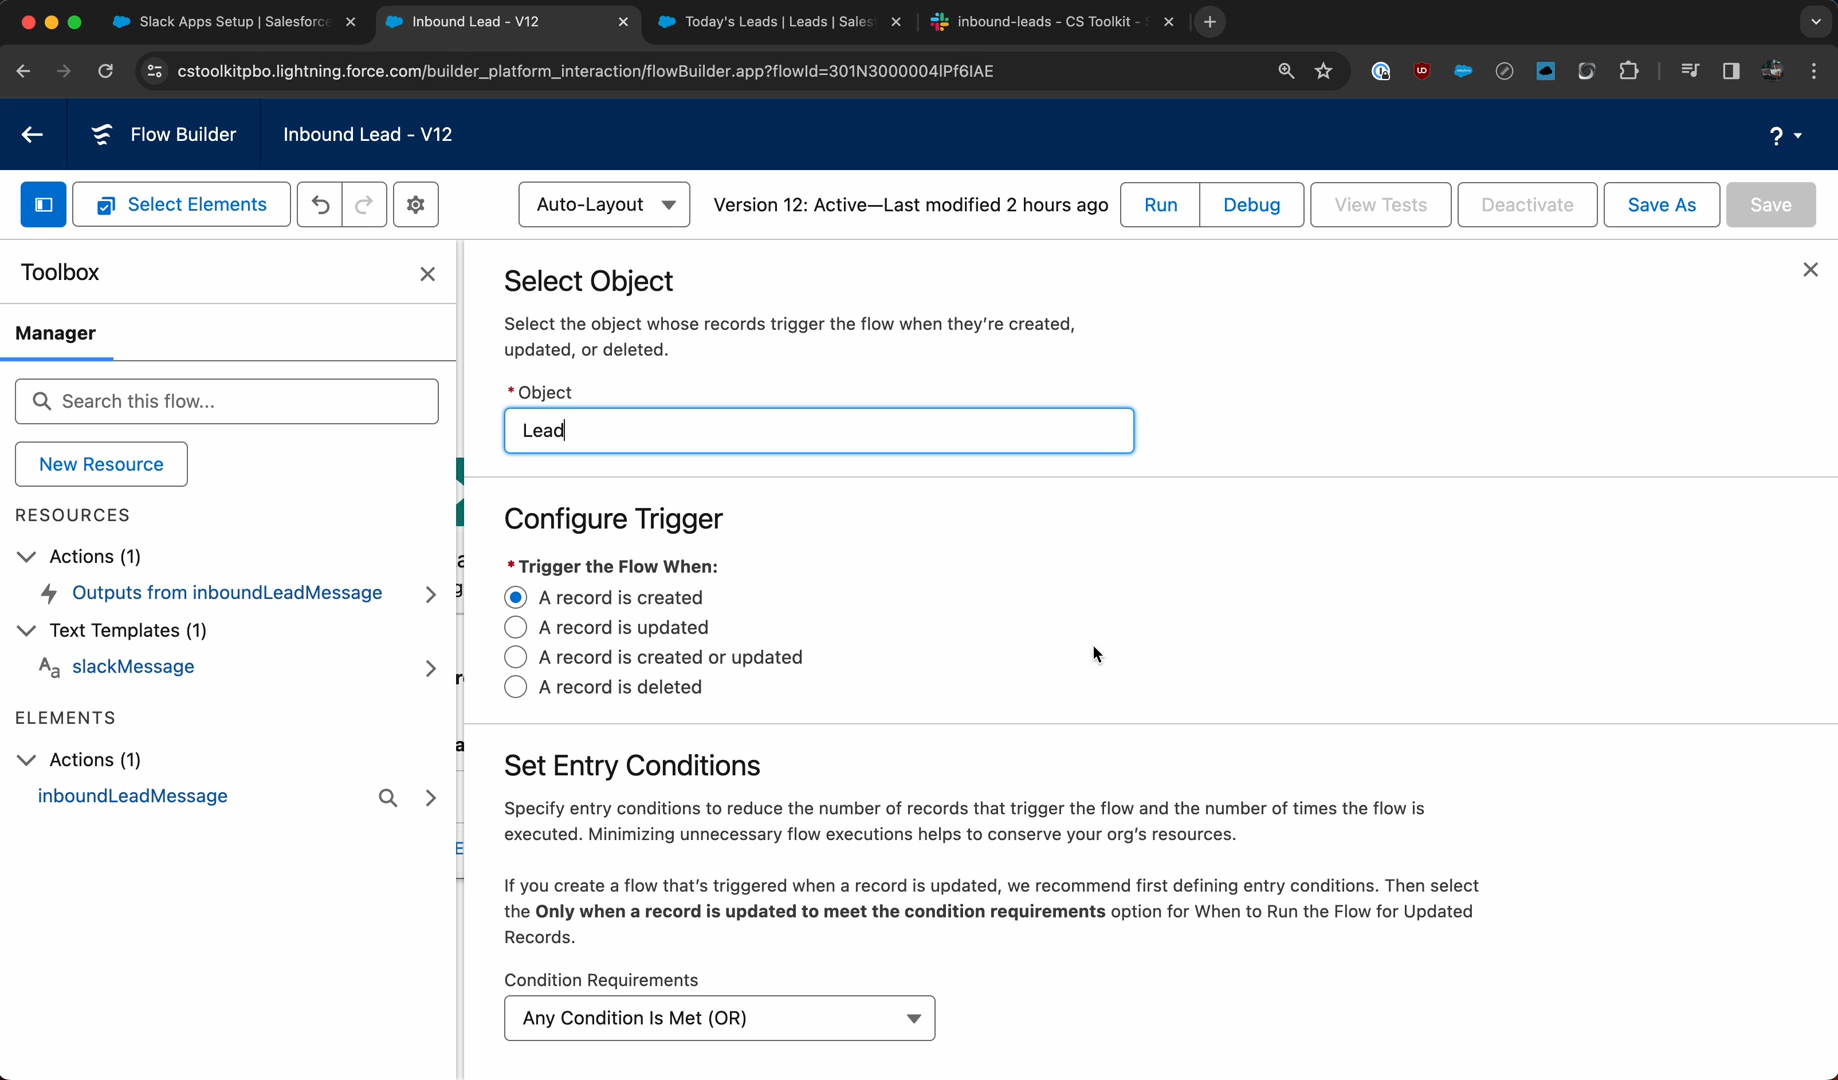 Slack Apps Setup | Salesforce
Inbound Lead - V12
Today's Leads | Leads | Sales
inbound-leads - CS Toolkit -
cstoolkitpbo.lightning.force.com/builder_platform_interaction/flowBuilder.app?flowId=301N3000004IPf6IAE
Flow Builder
Inbound Lead - V12
?
Select Elements
Auto-Layout
Version 12: Active—Last modified 2 hours ago
Run
Debug
View Tests
Deactivate
Save As
Save
Toolbox
Manager
Search this flow...
New Resource
RESOURCES
Actions (1)
Outputs from inboundLeadMessage
Text Templates (1)
Aa slackMessage
ELEMENTS
Actions (1)
inboundLeadMessage
Select Object
Select the object whose records trigger the flow when they're created,
updated, or deleted.
* Object
Lead
Configure Trigger
* Trigger the Flow When:
A record is created
A record is updated
A record is created or updated
A record is deleted
Set Entry Conditions
Specify entry conditions to reduce the number of records that trigger the flow and the number of times the flow is
executed. Minimizing unnecessary flow executions helps to conserve your org's resources.
If you create a flow that's triggered when a record is updated, we recommend first defining entry conditions. Then select
the Only when a record is updated to meet the condition requirements option for When to Run the Flow for Updated
Records.
Condition Requirements
Any Condition Is Met (OR)